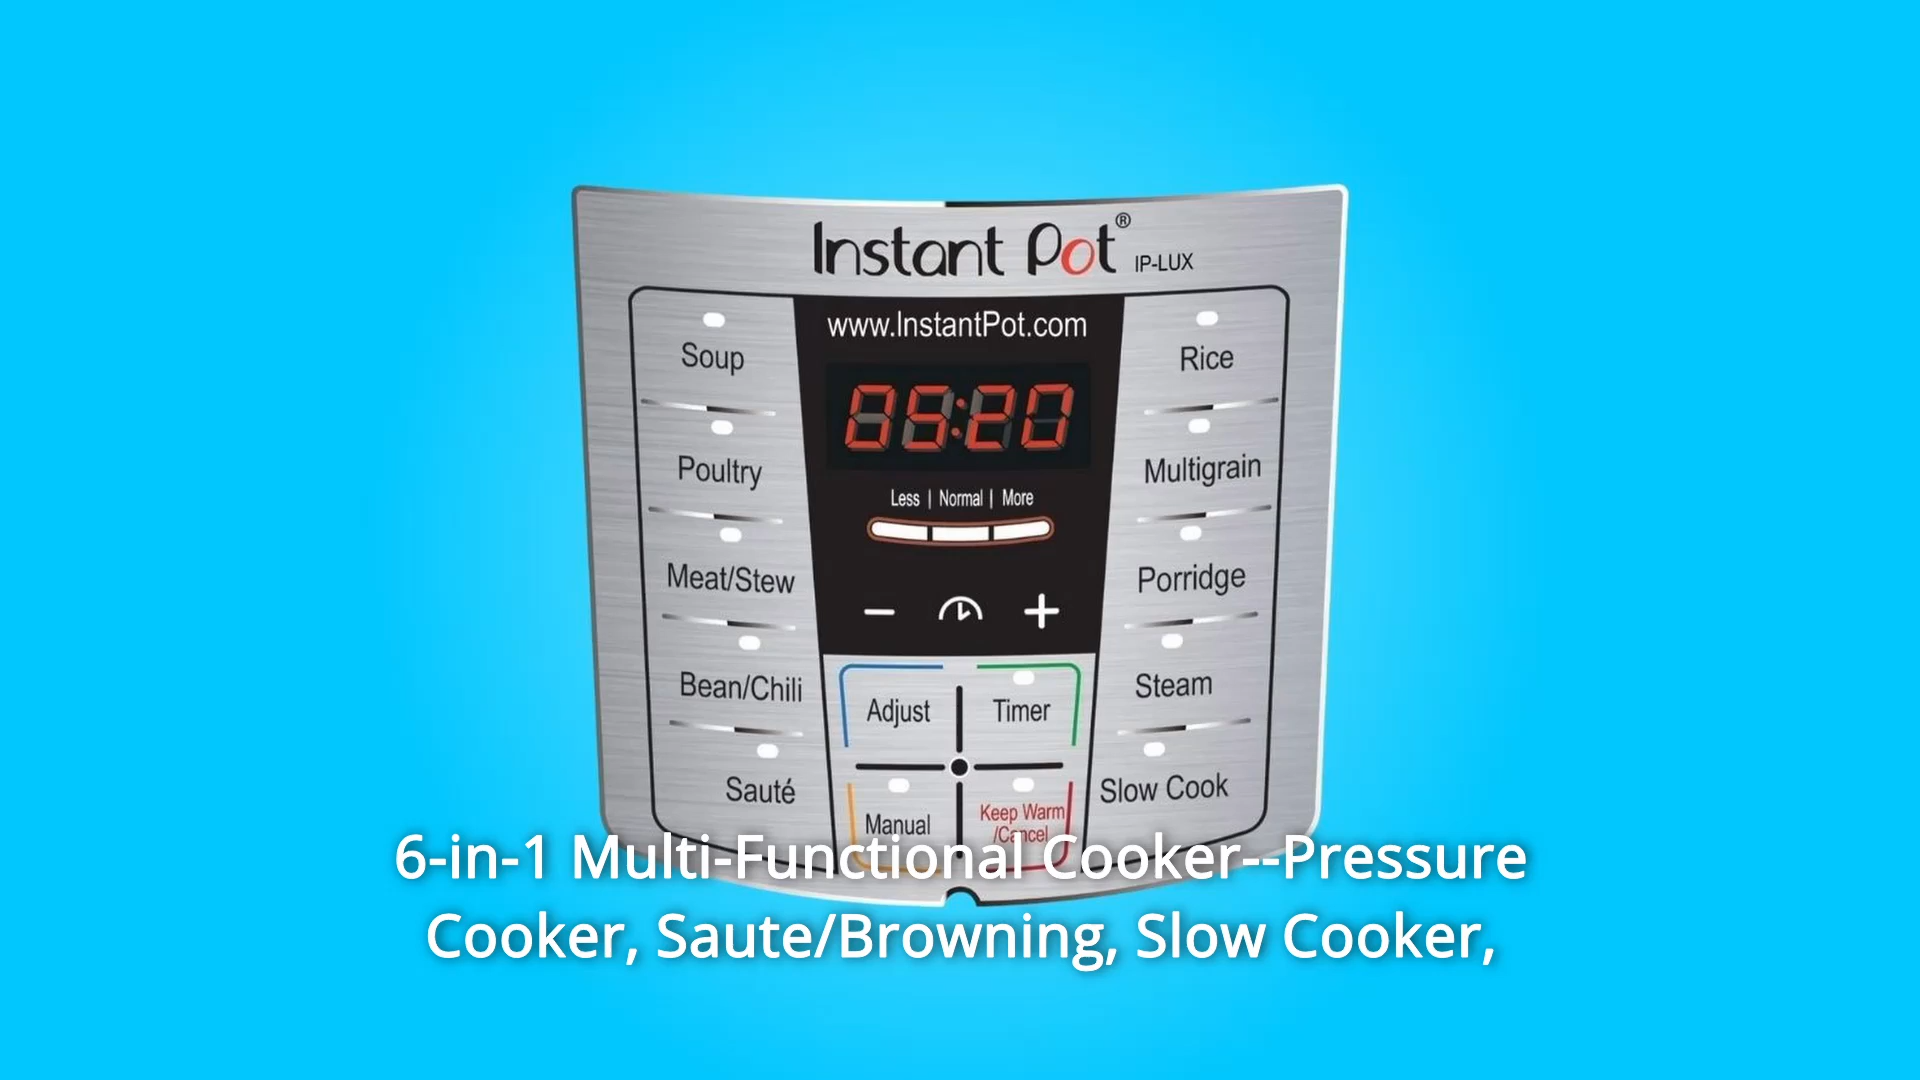 Instant Pot® IP-LUX
www.InstantPot.com
Soup
Poultry
Meat/Stew
Bean/Chili
Sauté
05:20
Less | Normal | More
− +
Adjust
Timer
Manual
Keep Warm
/Cancel
Rice
Multigrain
Porridge
Steam
Slow Cook
6-in-1 Multi-Functional Cooker--Pressure
Cooker, Saute/Browning, Slow Cooker,